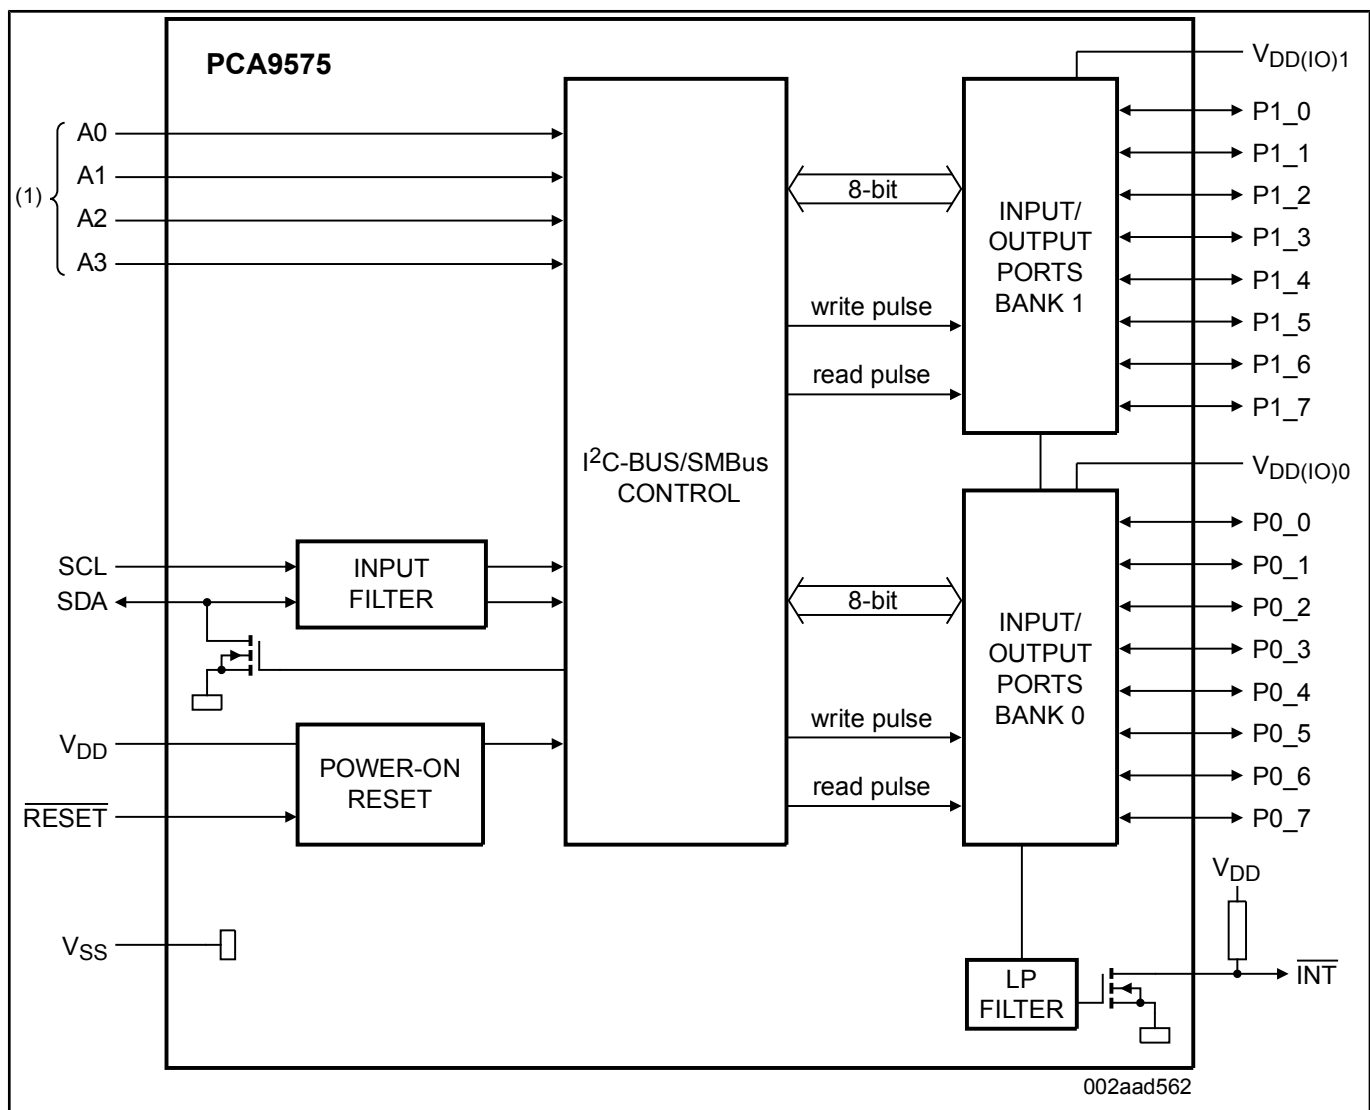 PCA9575
(1)
A0
A1
A2
A3
SCL
SDA
VDD
RESET
VSS
INPUT
FILTER
POWER-ON
RESET
I2C-BUS/SMBus
CONTROL
8-bit
write pulse
read pulse
8-bit
write pulse
read pulse
INPUT/
OUTPUT
PORTS
BANK 1
INPUT/
OUTPUT
PORTS
BANK 0
LP
FILTER
VDD(IO)1
P1_0
P1_1
P1_2
P1_3
P1_4
P1_5
P1_6
P1_7
VDD(IO)0
P0_0
P0_1
P0_2
P0_3
P0_4
P0_5
P0_6
P0_7
VDD
INT
002aad562